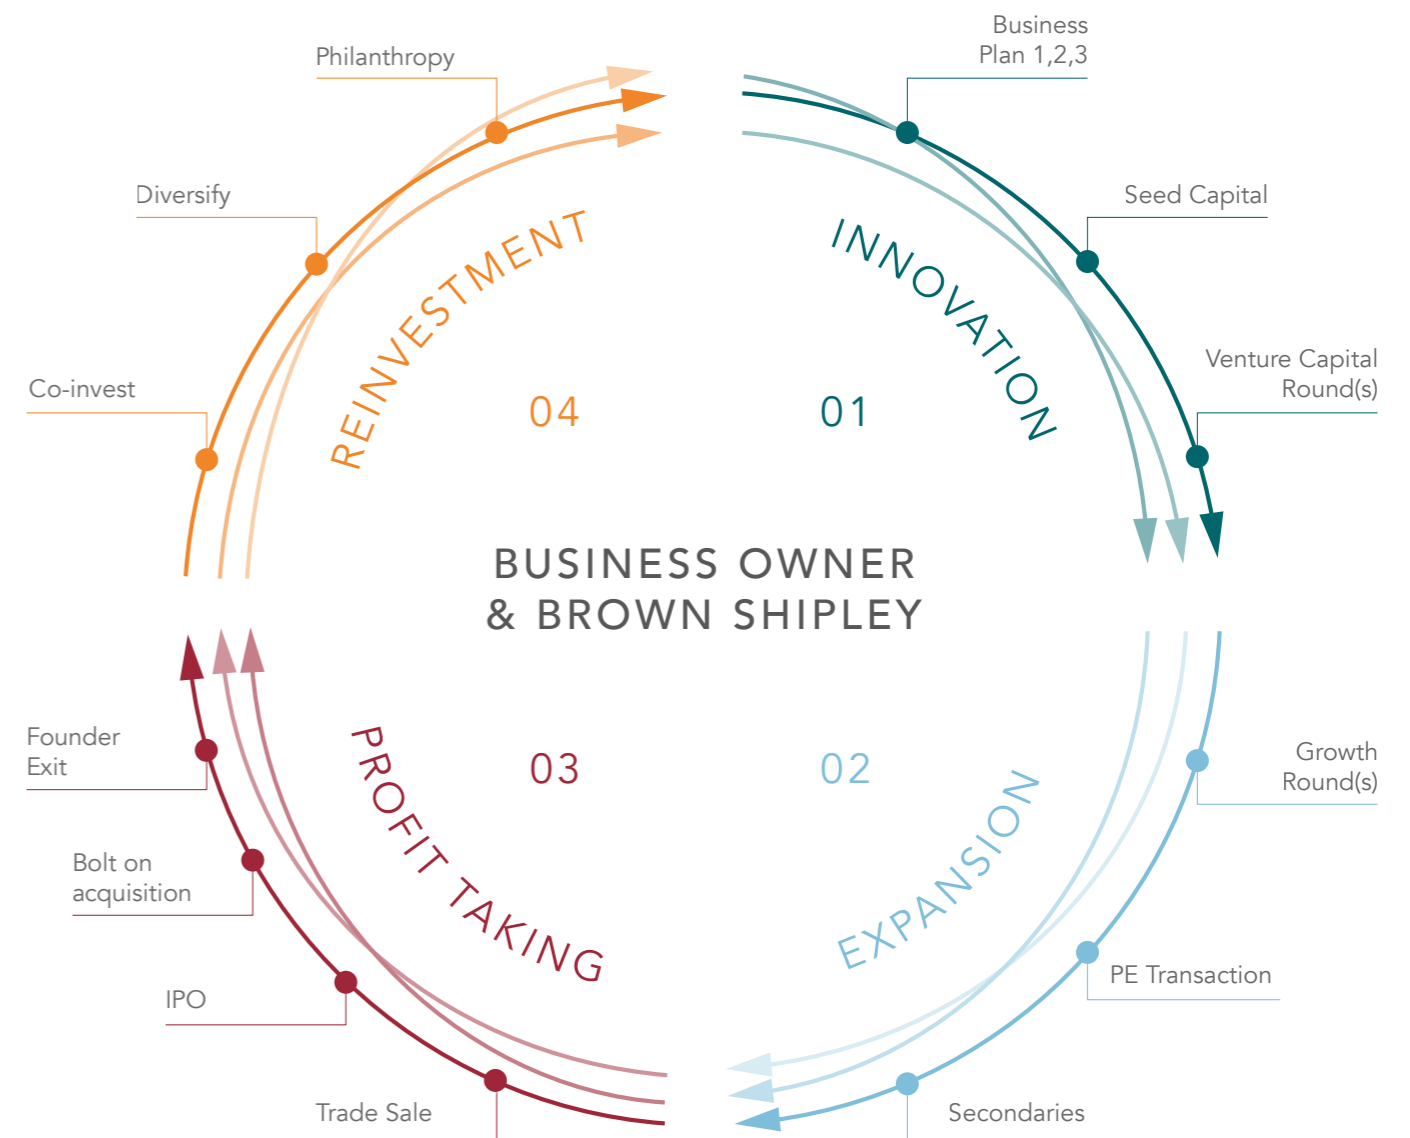 Business
Plan 1,2,3
Philanthropy
Diversify
Seed Capital
REINVESTMENT
INNOVATION
Venture Capital
Round(s)
Co-invest
04
01
BUSINESS OWNER
& BROWN SHIPLEY
Founder
Exit
PROFIT TAKING
03
02
EXPANSION
Growth
Round(s)
Bolt on
acquisition
PE Transaction
IPO
Trade Sale
Secondaries